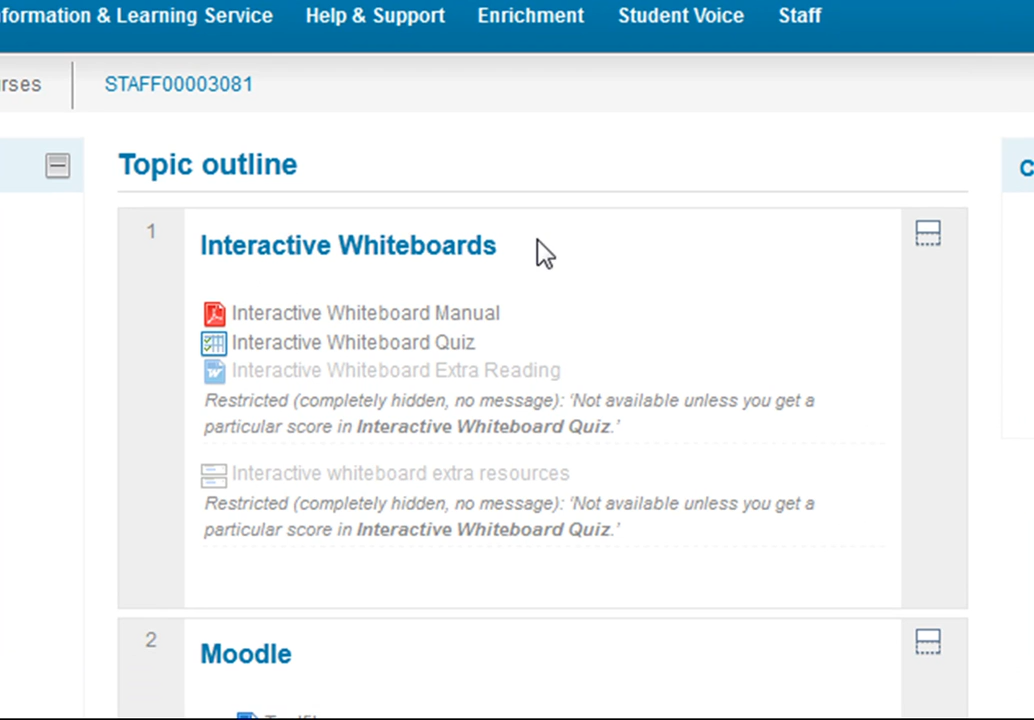 nformation & Learning Service Help & Support Enrichment Student Voice Staff
rses STAFF00003081
Topic outline
C
1
Interactive Whiteboards
Interactive Whiteboard Manual
Interactive Whiteboard Quiz
Interactive Whiteboard Extra Reading
Restricted (completely hidden, no message): ‘Not available unless you get a
particular score in Interactive Whiteboard Quiz.’
Interactive whiteboard extra resources
Restricted (completely hidden, no message): ‘Not available unless you get a
particular score in Interactive Whiteboard Quiz.’
2
Moodle